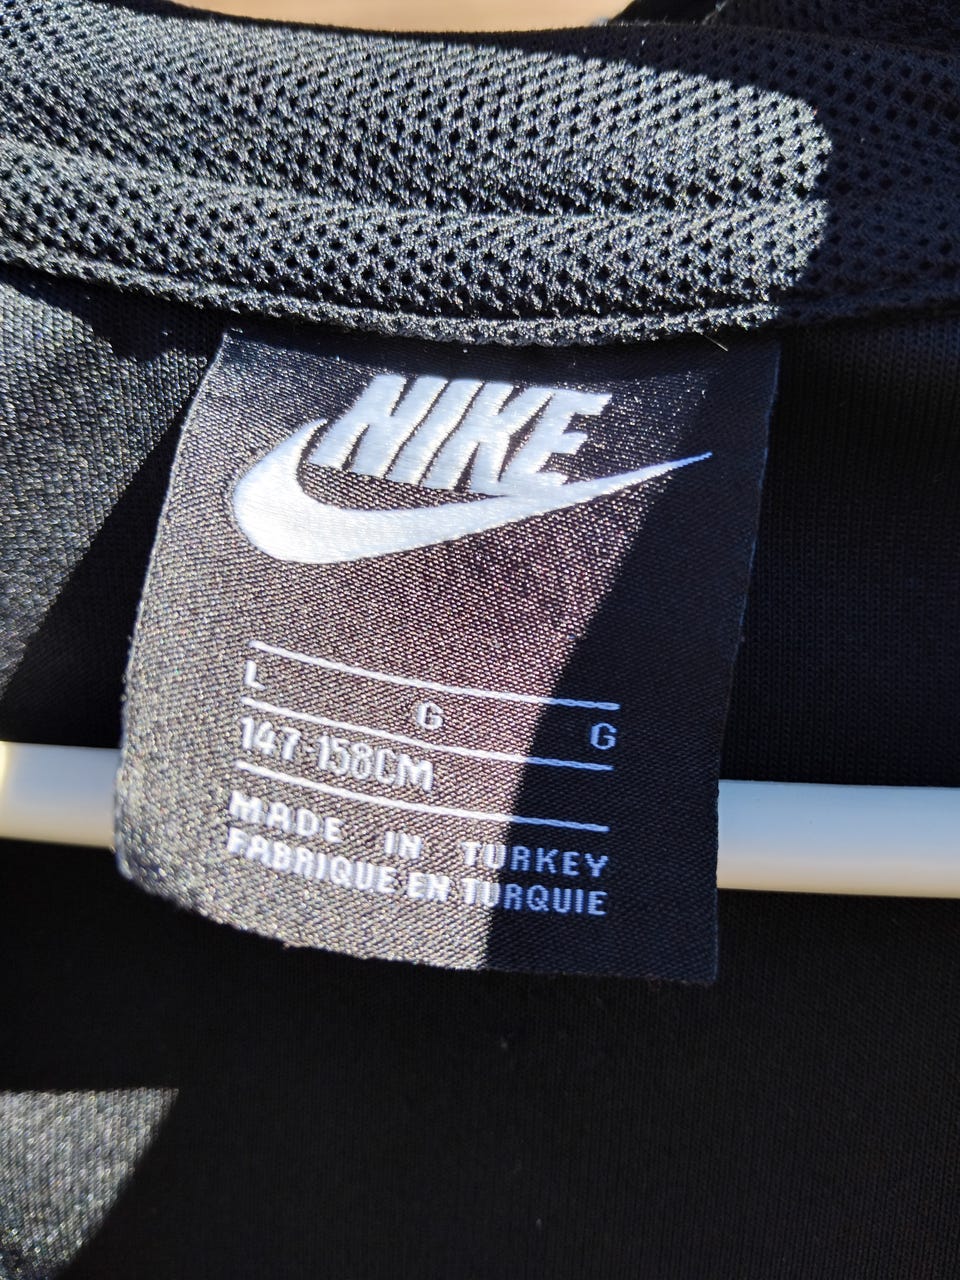 NIKE
L G G
147-158CM
MADE IN TURKEY
FABRIQUE EN TURQUIE